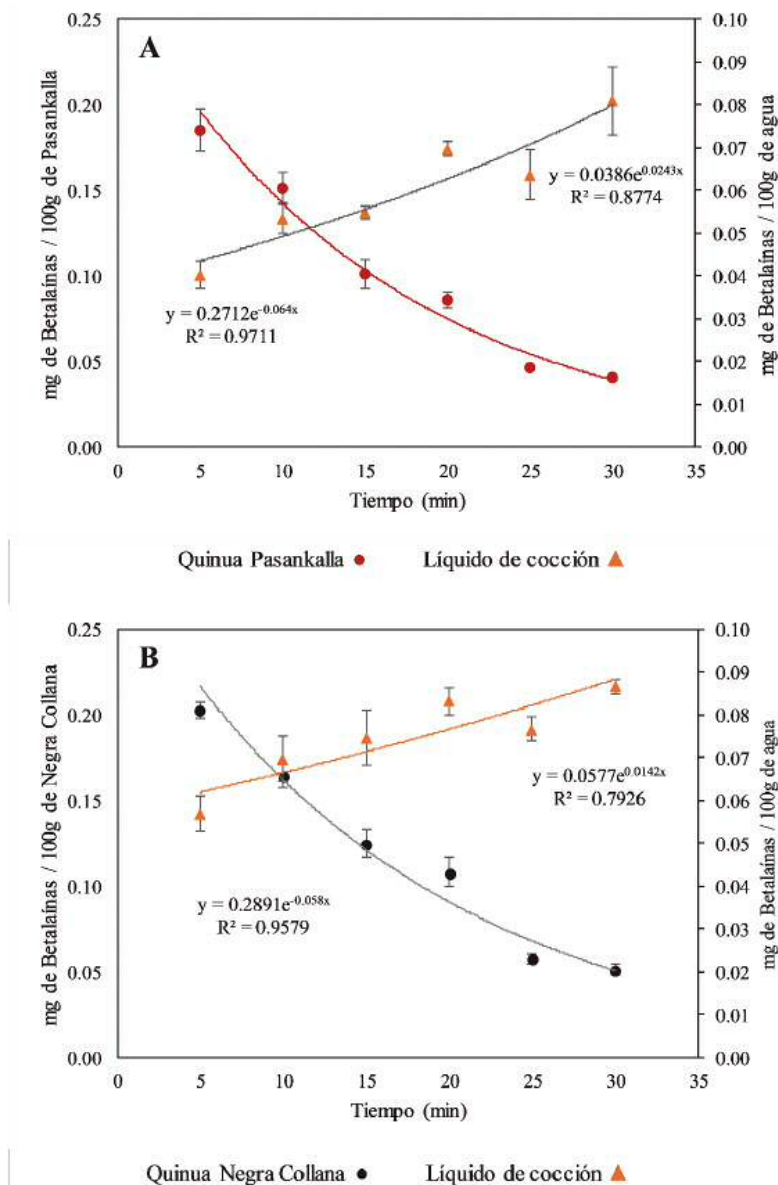 A
mg de Betalaínas / 100g de Pasankalla
0.25
0.20
0.15
0.10
0.05
0.00
0.10
0.09
0.08
0.07
0.06
0.05
0.04
0.03
0.02
0.01
0.00
mg de Betalaínas / 100g de agua
y = 0.0386e^0.0243x
R² = 0.8774
y = 0.2712e^-0.064x
R² = 0.9711
0 5 10 15 20 25 30 35
Tiempo (min)
Quinua Pasankalla Líquido de cocción
B
mg de Betalaínas / 100g de Negra Collana
0.25
0.20
0.15
0.10
0.05
0.00
0.10
0.09
0.08
0.07
0.06
0.05
0.04
0.03
0.02
0.01
0.00
mg de Betalaínas / 100g de agua
y = 0.0577e^0.0142x
R² = 0.7926
y = 0.2891e^-0.058x
R² = 0.9579
0 5 10 15 20 25 30 35
Tiempo (min)
Quinua Negra Collana Líquido de cocción